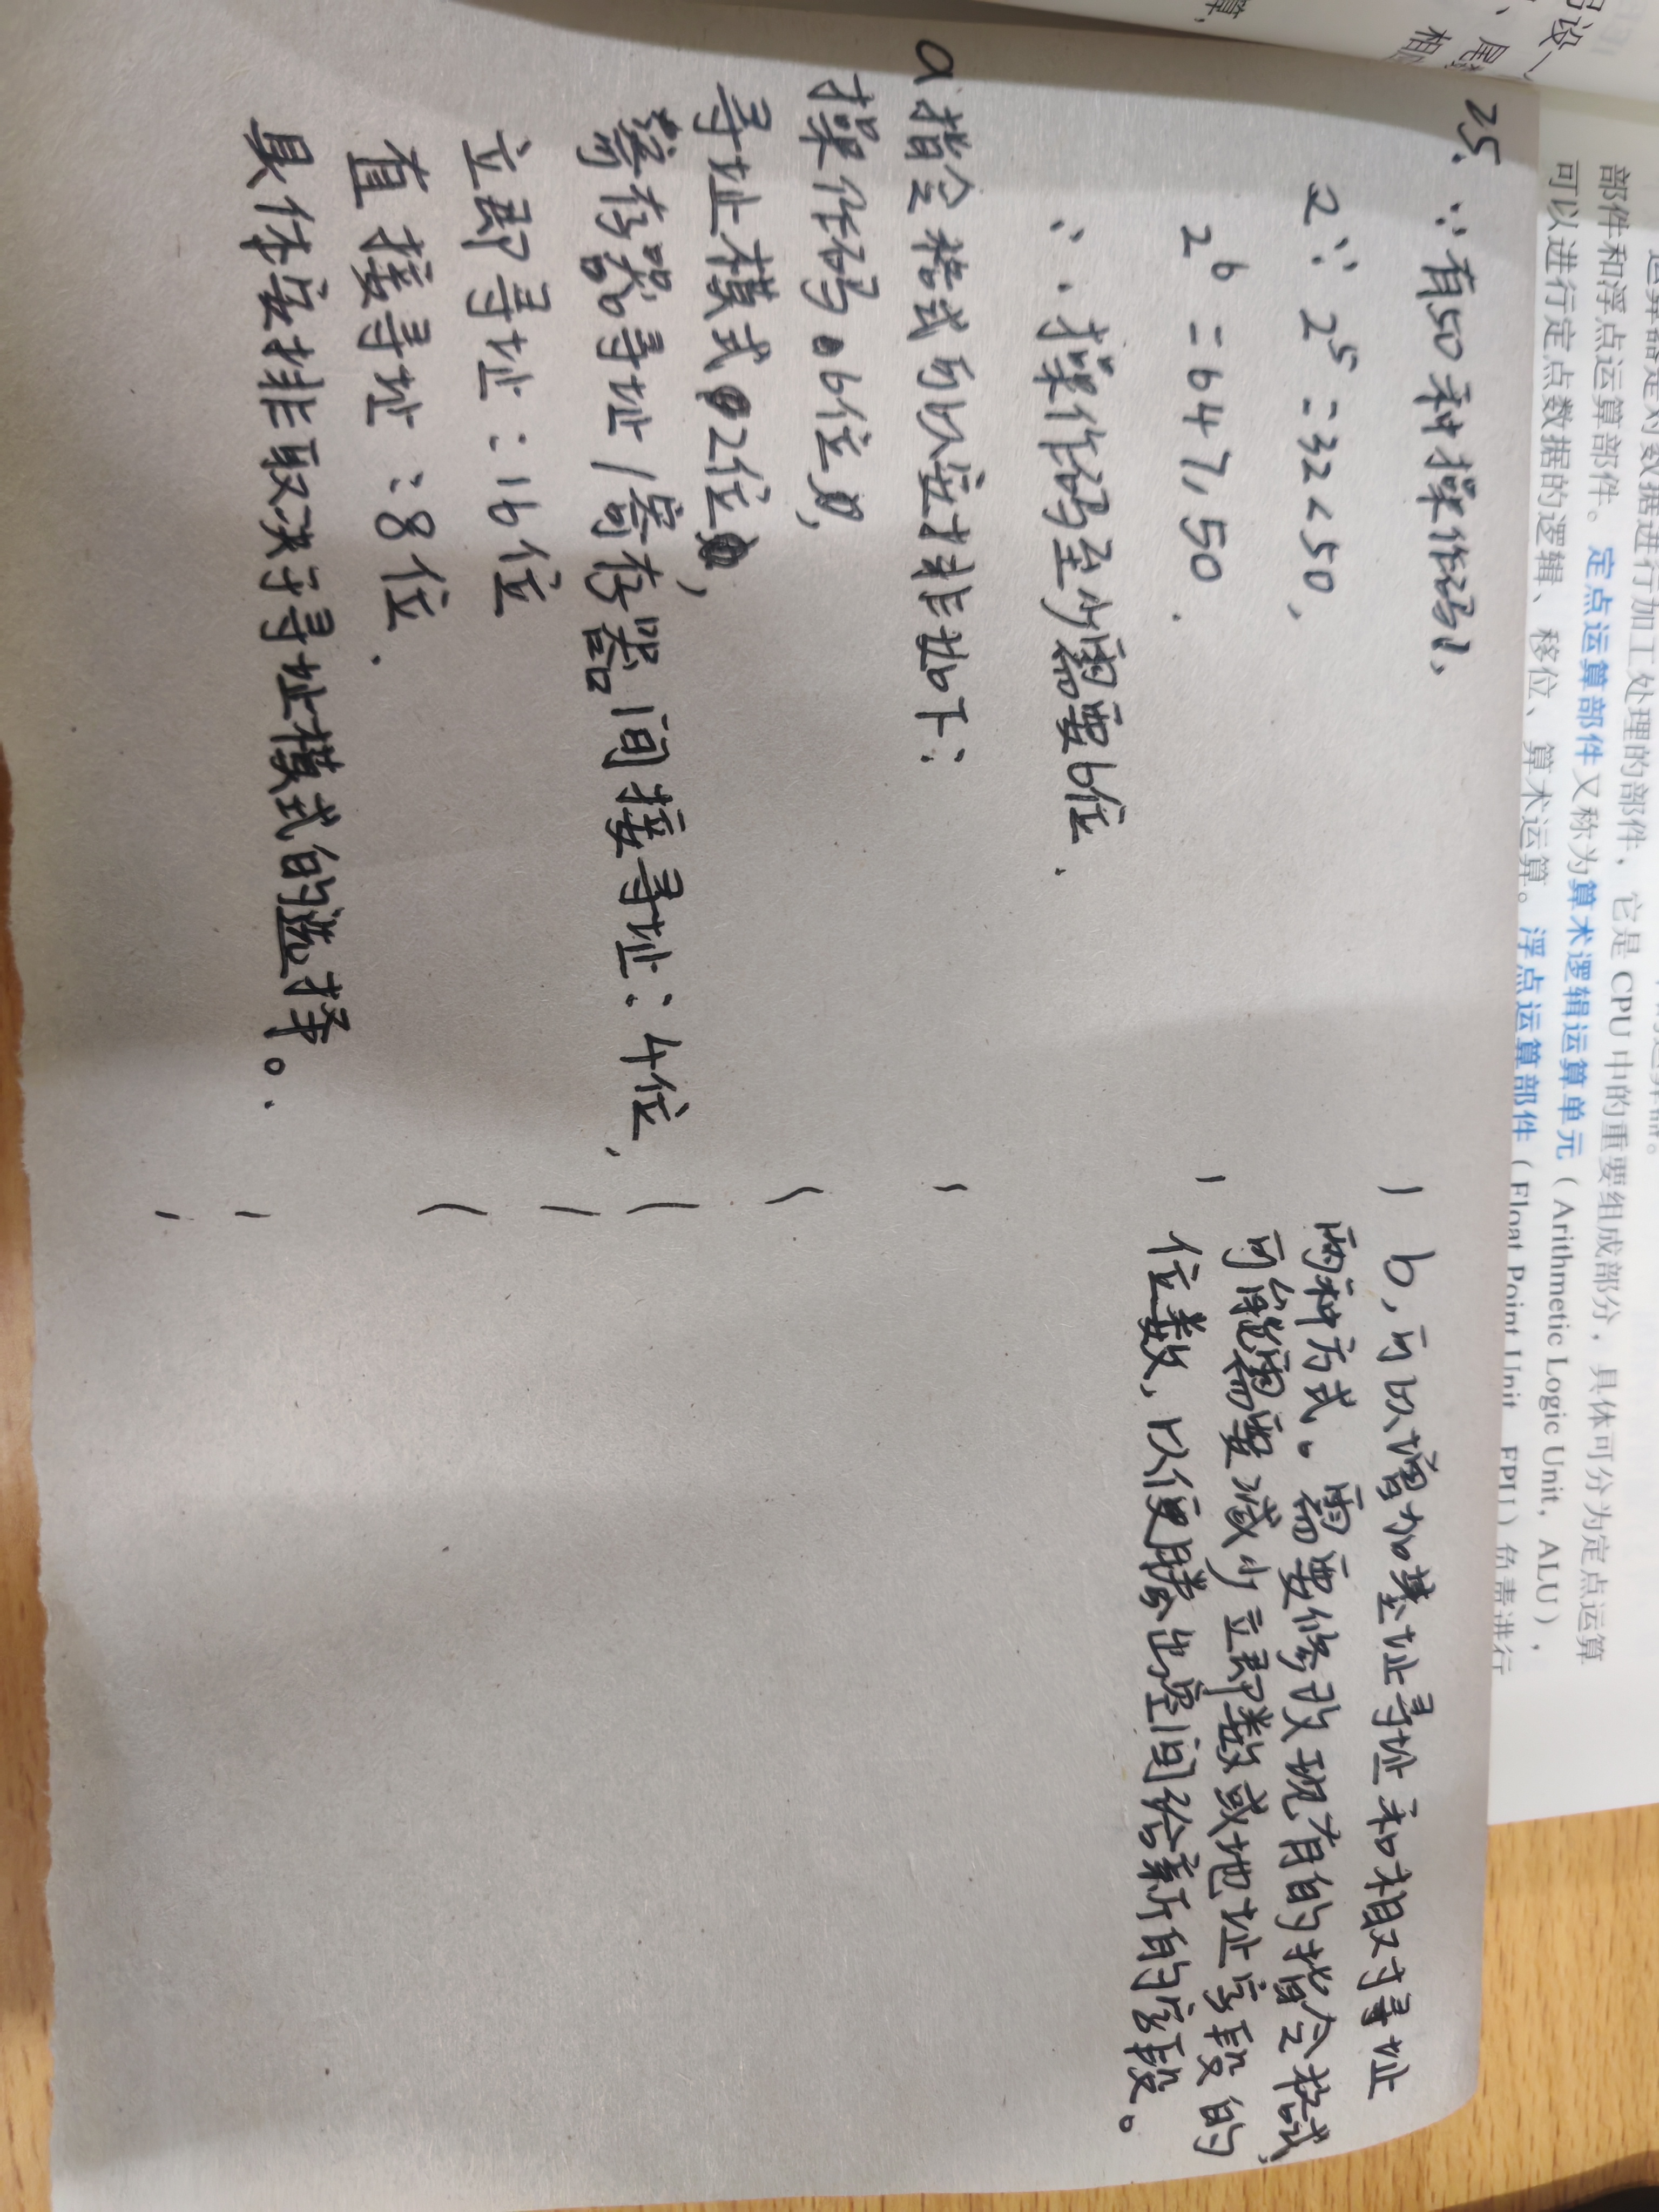 运算器是对数据进行加工处理的部件，它是 CPU 中的重要组成部分，具体可分为定点运算
部件和浮点运算部件。定点运算部件又称为算术逻辑运算单元（Arithmetic Logic Unit，ALU），
可以进行定点数据的逻辑、移位、算术运算。浮点运算部件（Float Point Unit，FPU）负责进行
设一
、尾
相应
算，
25. ∵有50种操作码,
又∵ 2⁵=32<50,
2⁶=64>50.
∴操作码至少需要6位.
a 指令格式可以安排如下：
操作码 6位,
寻址模式 2位,
寄存器寻址/寄存器间接寻址：4位,
立即寻址：16位
直接寻址：8位.
具体安排取决于寻址模式的选择。
b,可以增加基址寻址和相对寻址
两种方式。需要修改现有的指令格式,
可能需要减少立即数或地址字段的
位数,以便腾出空间给新的字段。